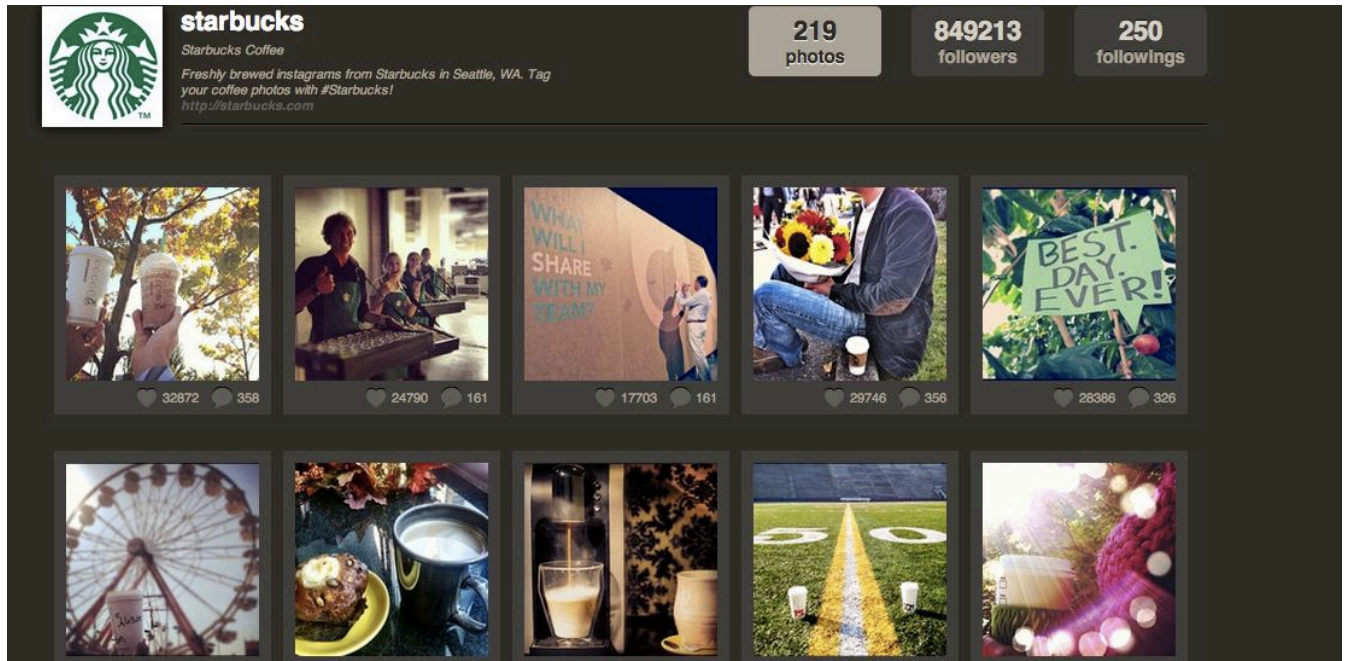 starbucks
Starbucks Coffee
Freshly brewed instagrams from Starbucks in Seattle, WA. Tag
your coffee photos with #Starbucks!
http://starbucks.com
219
photos
849213
followers
250
followings
TM
WHAT
WILL I
SHARE
WITH MY
TEAM?
BEST.
DAY.
EVER!
32872 358
24790 161
17703 161
29746 356
28386 326
50